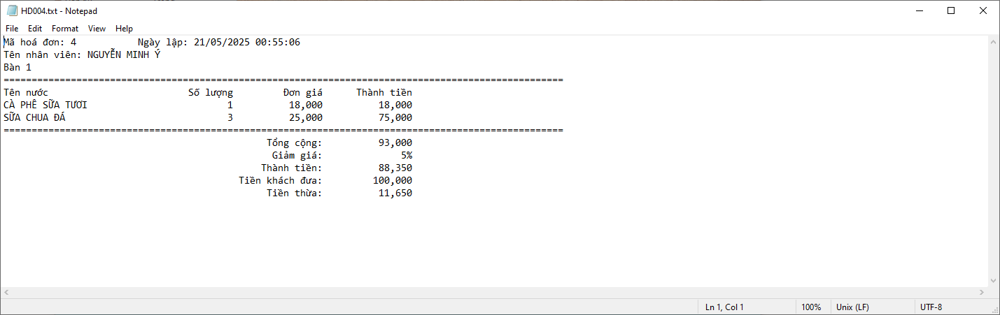 HD004.txt - Notepad
File Edit Format View Help
Mã hoá đơn: 4 Ngày lập: 21/05/2025 00:55:06
Tên nhân viên: NGUYỄN MINH Ý
Bàn 1
====================================================================================================
Tên nước Số lượng Đơn giá Thành tiền
CÀ PHÊ SỮA TƯƠI 1 18,000 18,000
SỮA CHUA ĐÁ 3 25,000 75,000
====================================================================================================
Tổng cộng: 93,000
Giảm giá: 5%
Thành tiền: 88,350
Tiền khách đưa: 100,000
Tiền thừa: 11,650
Ln 1, Col 1 100% Unix (LF) UTF-8